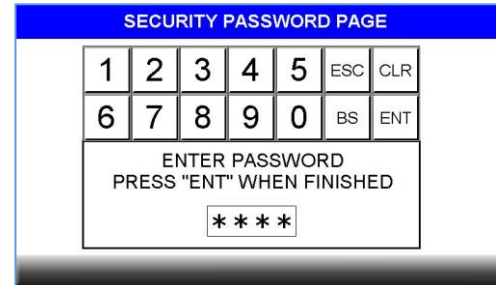 SECURITY PASSWORD PAGE
1 2 3 4 5 ESC CLR
6 7 8 9 0 BS ENT
ENTER PASSWORD
PRESS "ENT" WHEN FINISHED
****